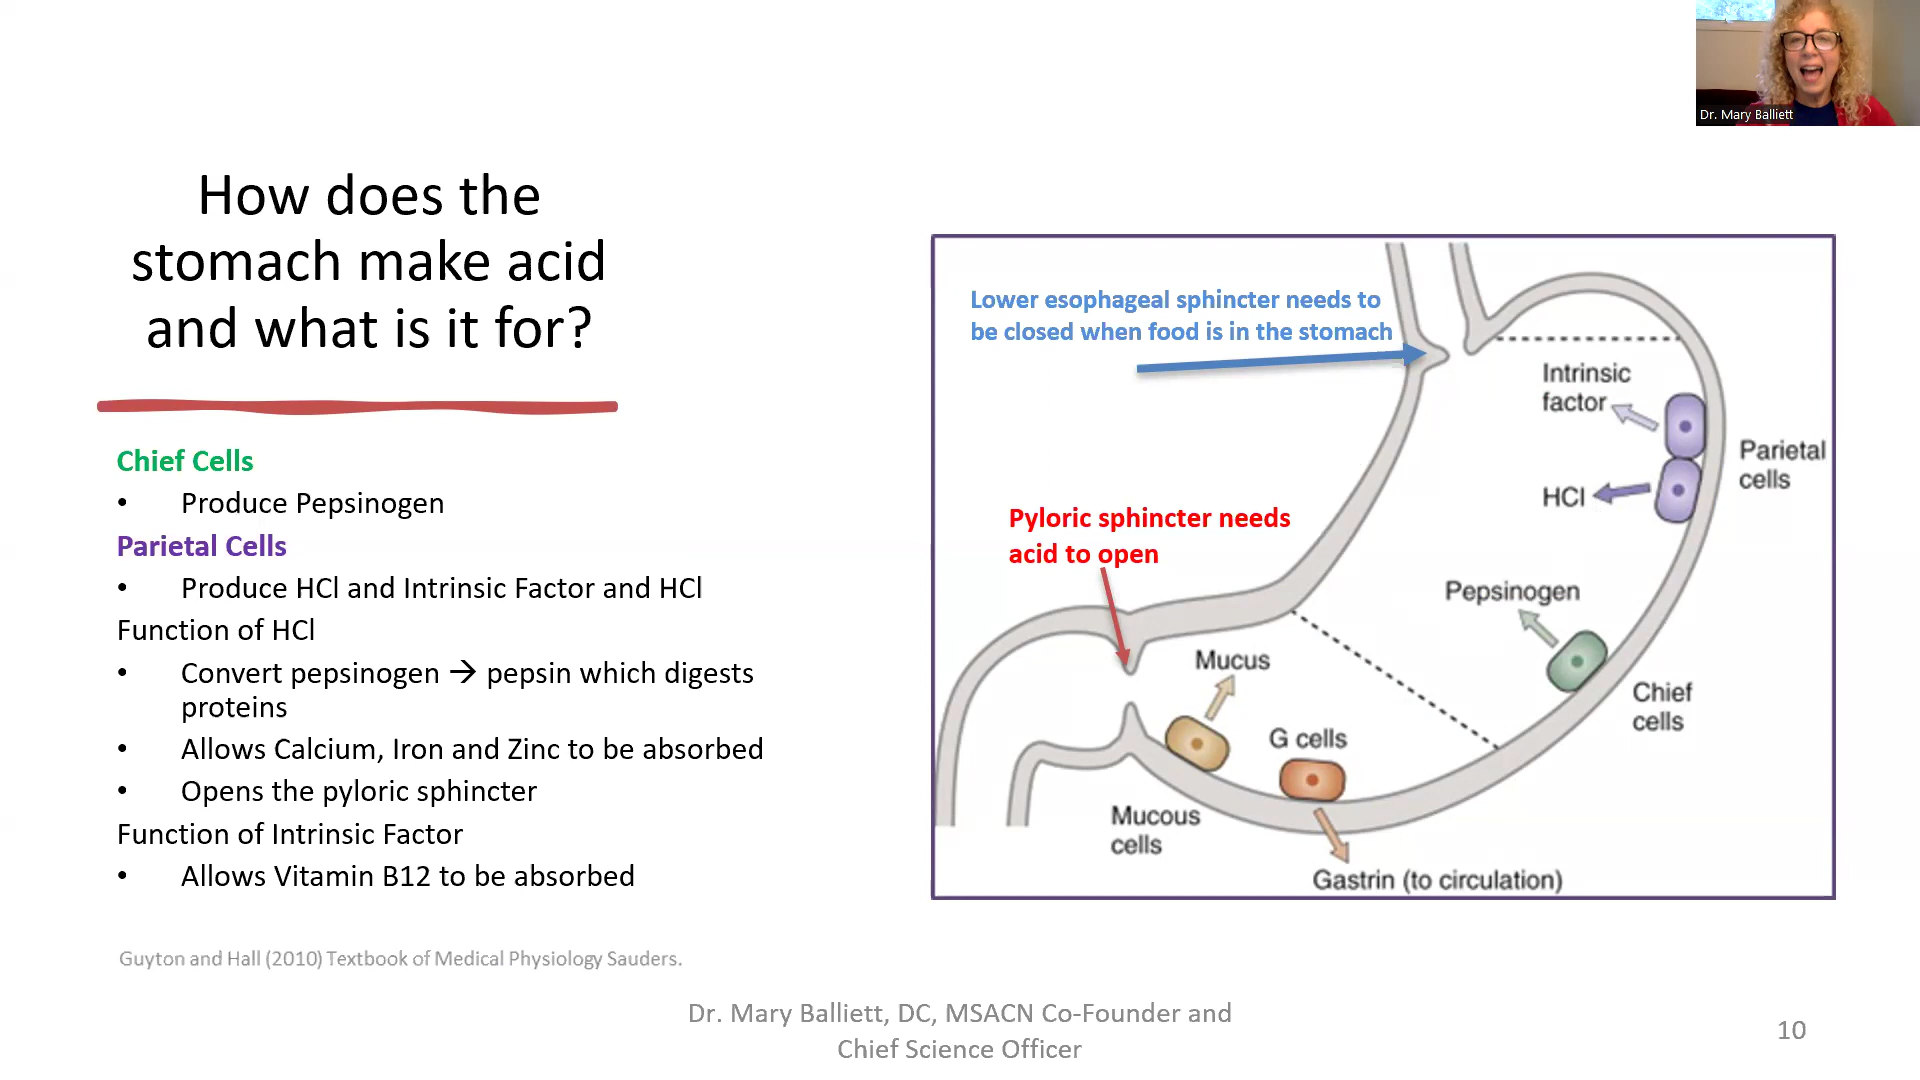 Dr. Mary Balliett
How does the
stomach make acid
and what is it for?
Chief Cells
• Produce Pepsinogen
Parietal Cells
• Produce HCl and Intrinsic Factor and HCl
Function of HCl
• Convert pepsinogen → pepsin which digests
proteins
• Allows Calcium, Iron and Zinc to be absorbed
• Opens the pyloric sphincter
Function of Intrinsic Factor
• Allows Vitamin B12 to be absorbed
Guyton and Hall (2010) Textbook of Medical Physiology Sauders.
Lower esophageal sphincter needs to
be closed when food is in the stomach
Intrinsic
factor
Parietal
cells
HCl
Pyloric sphincter needs
acid to open
Pepsinogen
Mucus
Chief
cells
G cells
Mucous
cells
Gastrin (to circulation)
Dr. Mary Balliett, DC, MSACN Co-Founder and
Chief Science Officer
10